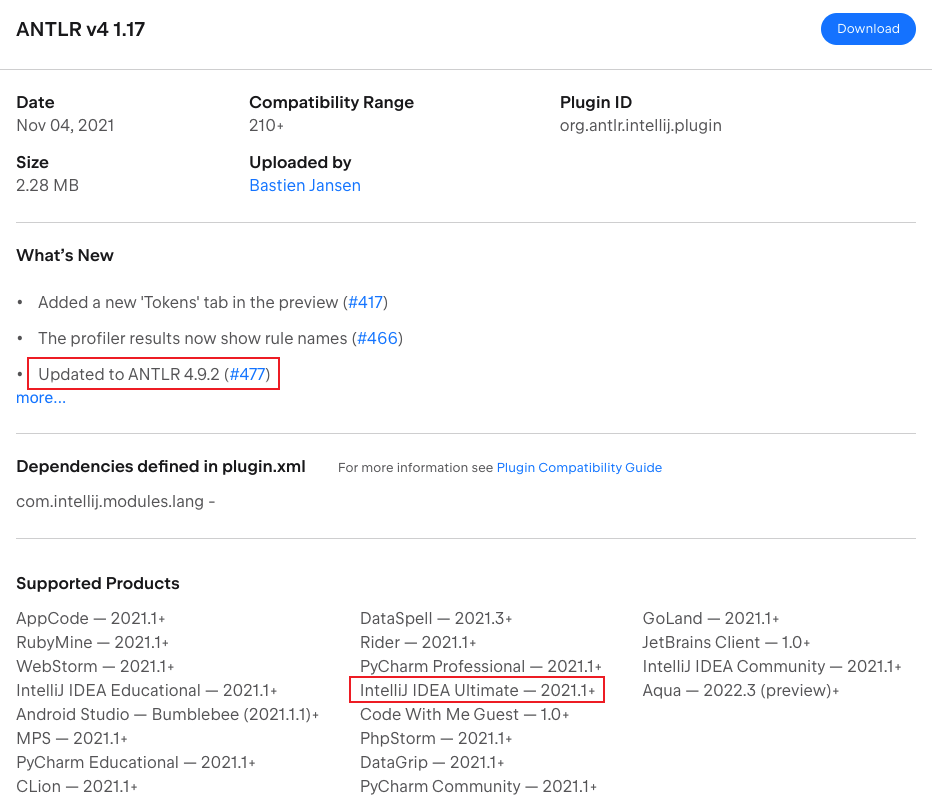 ANTLR v4 1.17
Download
Date
Nov 04, 2021
Compatibility Range
210+
Plugin ID
org.antlr.intellij.plugin
Size
2.28 MB
Uploaded by
Bastien Jansen
What's New
• Added a new 'Tokens' tab in the preview (#417)
• The profiler results now show rule names (#466)
• Updated to ANTLR 4.9.2 (#477)
more...
Dependencies defined in plugin.xml
For more information see Plugin Compatibility Guide
com.intellij.modules.lang -
Supported Products
AppCode — 2021.1+
RubyMine — 2021.1+
WebStorm — 2021.1+
IntelliJ IDEA Educational — 2021.1+
Android Studio — Bumblebee (2021.1.1)+
MPS — 2021.1+
PyCharm Educational — 2021.1+
CLion — 2021.1+
DataSpell — 2021.3+
Rider — 2021.1+
PyCharm Professional — 2021.1+
IntelliJ IDEA Ultimate — 2021.1+
Code With Me Guest — 1.0+
PhpStorm — 2021.1+
DataGrip — 2021.1+
PyCharm Community — 2021.1+
GoLand — 2021.1+
JetBrains Client — 1.0+
IntelliJ IDEA Community — 2021.1+
Aqua — 2022.3 (preview)+